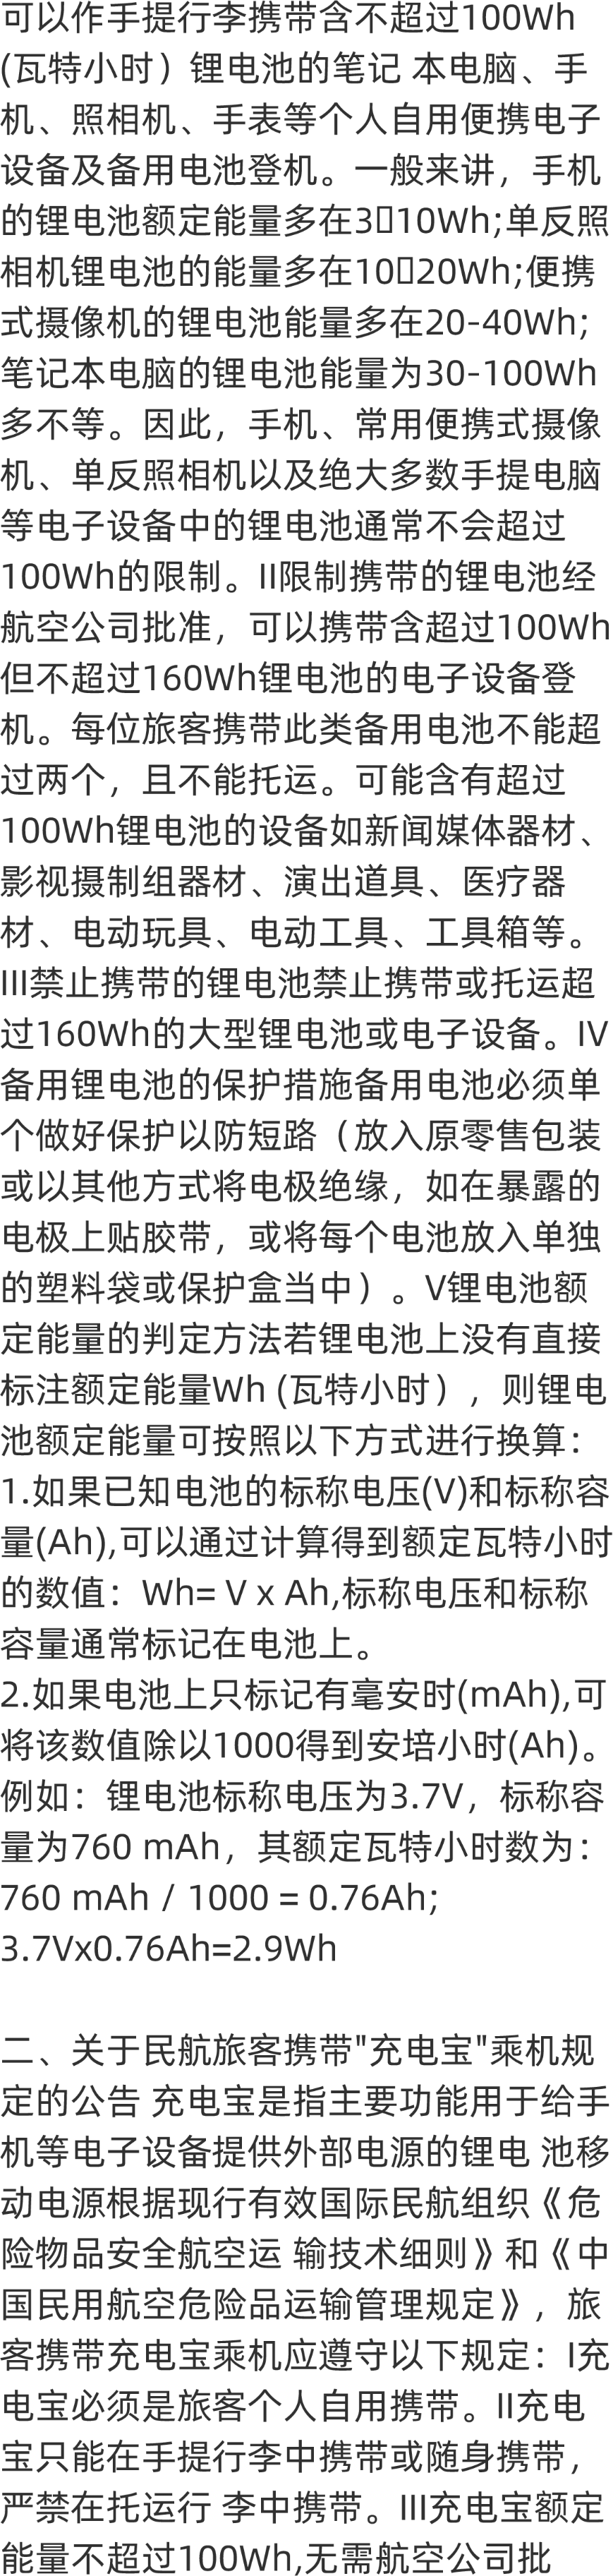 可以作手提行李携带含不超过100Wh
(瓦特小时）锂电池的笔记 本电脑、手
机、照相机、手表等个人自用便携电子
设备及备用电池登机。一般来讲，手机
的锂电池额定能量多在3▯10Wh;单反照
相机锂电池的能量多在10▯20Wh;便携
式摄像机的锂电池能量多在20-40Wh;
笔记本电脑的锂电池能量为30-100Wh
多不等。因此，手机、常用便携式摄像
机、单反照相机以及绝大多数手提电脑
等电子设备中的锂电池通常不会超过
100Wh的限制。II限制携带的锂电池经
航空公司批准，可以携带含超过100Wh
但不超过160Wh锂电池的电子设备登
机。每位旅客携带此类备用电池不能超
过两个，且不能托运。可能含有超过
100Wh锂电池的设备如新闻媒体器材、
影视摄制组器材、演出道具、医疗器
材、电动玩具、电动工具、工具箱等。
III禁止携带的锂电池禁止携带或托运超
过160Wh的大型锂电池或电子设备。IV
备用锂电池的保护措施备用电池必须单
个做好保护以防短路（放入原零售包装
或以其他方式将电极绝缘，如在暴露的
电极上贴胶带，或将每个电池放入单独
的塑料袋或保护盒当中）。V锂电池额
定能量的判定方法若锂电池上没有直接
标注额定能量Wh (瓦特小时），则锂电
池额定能量可按照以下方式进行换算：
1.如果已知电池的标称电压(V)和标称容
量(Ah),可以通过计算得到额定瓦特小时
的数值：Wh= V x Ah,标称电压和标称
容量通常标记在电池上。
2.如果电池上只标记有毫安时(mAh),可
将该数值除以1000得到安培小时(Ah)。
例如：锂电池标称电压为3.7V，标称容
量为760 mAh，其额定瓦特小时数为：
760 mAh / 1000 = 0.76Ah;
3.7Vx0.76Ah=2.9Wh
二、关于民航旅客携带"充电宝"乘机规
定的公告 充电宝是指主要功能用于给手
机等电子设备提供外部电源的锂电 池移
动电源根据现行有效国际民航组织《危
险物品安全航空运 输技术细则》和《中
国民用航空危险品运输管理规定》，旅
客携带充电宝乘机应遵守以下规定：I充
电宝必须是旅客个人自用携带。II充电
宝只能在手提行李中携带或随身携带，
严禁在托运行 李中携带。III充电宝额定
能量不超过100Wh,无需航空公司批